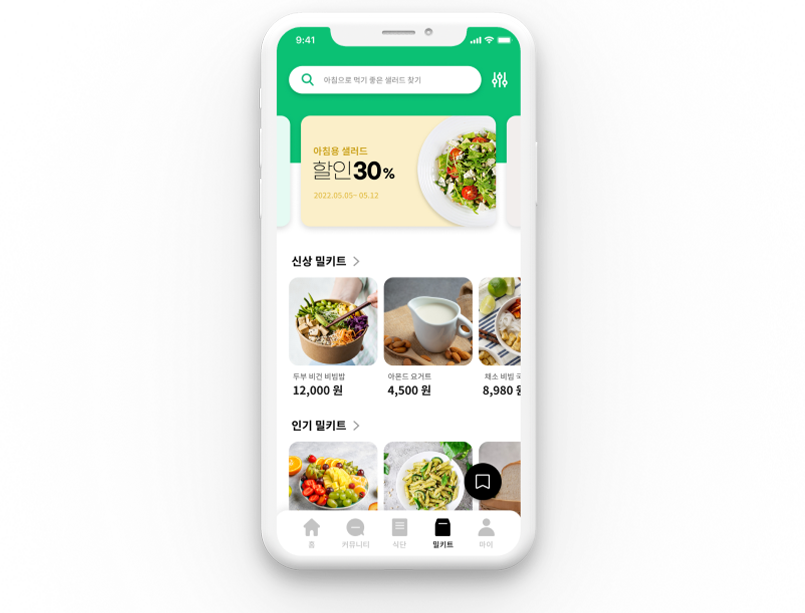 9:41
아침으로 먹기 좋은 샐러드 찾기
아침용 샐러드
할인30%
2022.05.05~ 05.12
신상 밀키트
두부 비건 비빔밥
아몬드 요거트
채소 비빔
12,000 원
4,500 원
8,980
인기 밀키트
홈
커뮤니티
식단
밀키트
마이